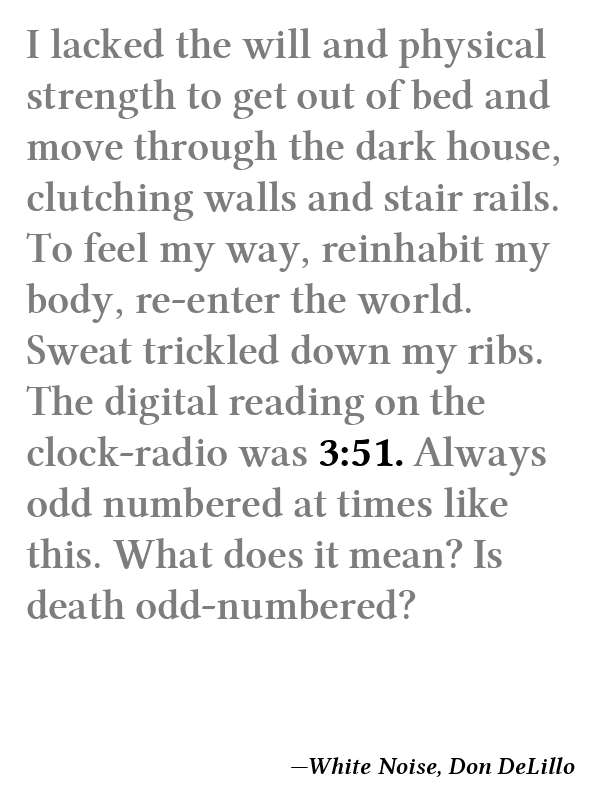 I lacked the will and physical
strength to get out of bed and
move through the dark house,
clutching walls and stair rails.
To feel my way, reinhabit my
body, re-enter the world.
Sweat trickled down my ribs.
The digital reading on the
clock-radio was 3:51. Always
odd numbered at times like
this. What does it mean? Is
death odd-numbered?
—White Noise, Don DeLillo